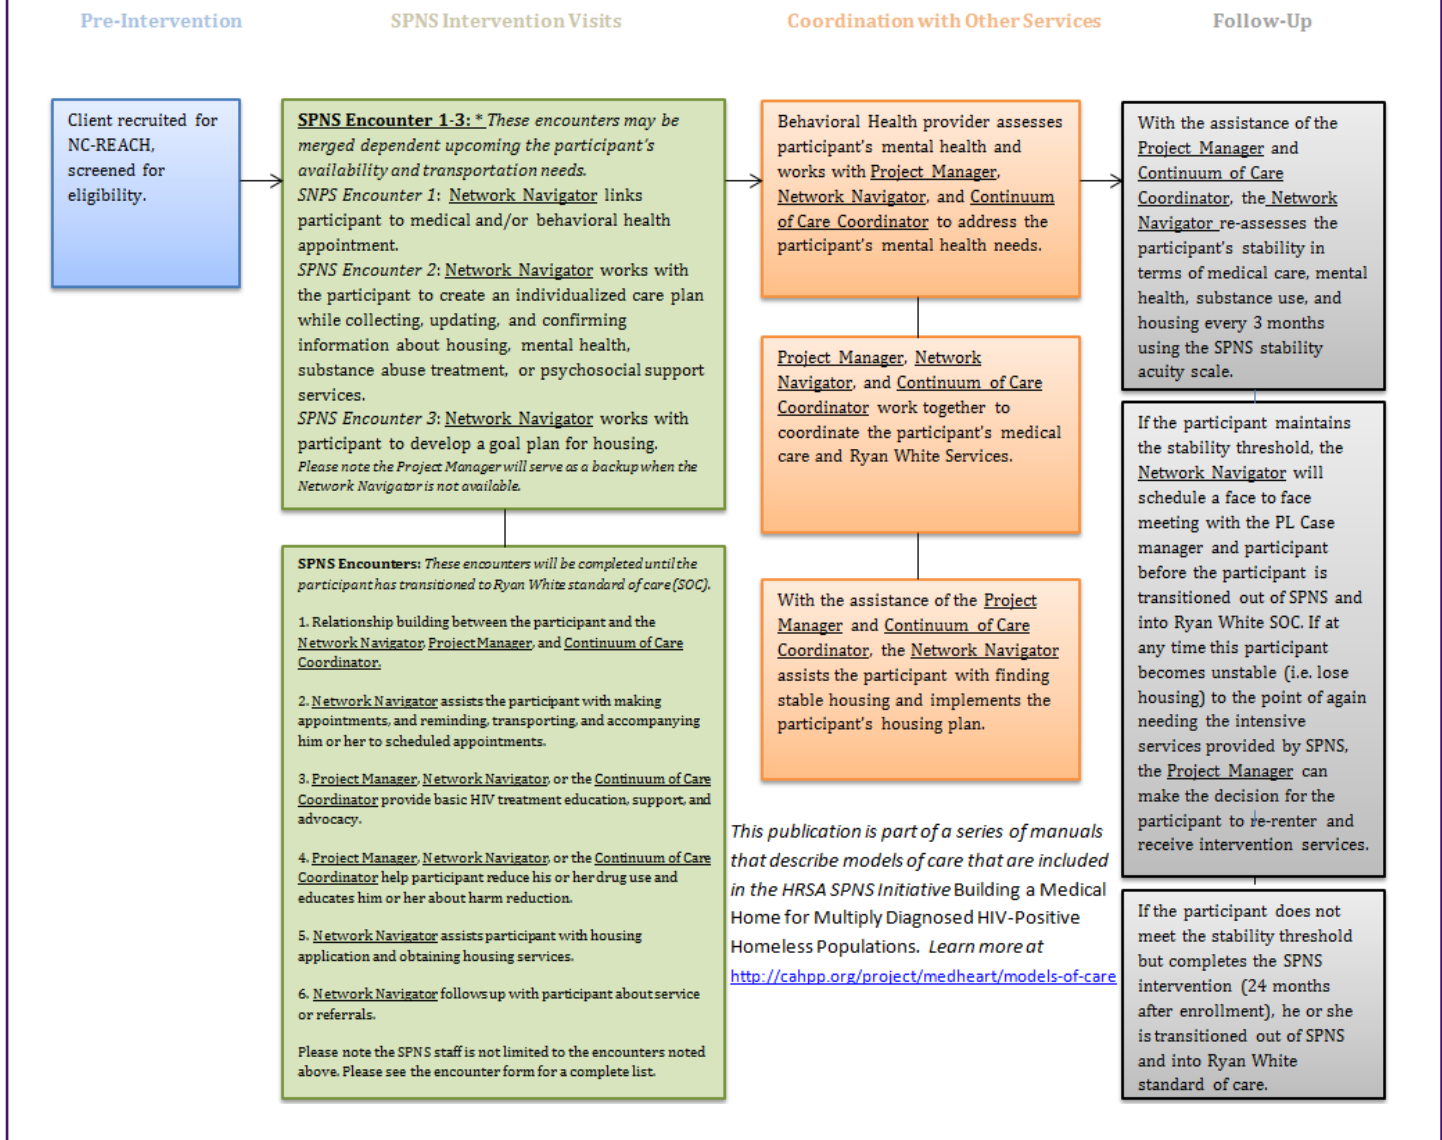 Pre-Intervention
SPNS Intervention Visits
Coordination with Other Services
Follow-Up
Client recruited for
NC-REACH,
screened for
eligibility.
SPNS Encounter 1-3: * These encounters may be
merged dependent upcoming the participant's
availability and transportation needs.
SNPS Encounter 1: Network Navigator links
participant to medical and/or behavioral health
appointment.
SPNS Encounter 2: Network Navigator works with
the participant to create an individualized care plan
while collecting, updating, and confirming
information about housing, mental health,
substance abuse treatment, or psychosocial support
services.
SPNS Encounter 3: Network Navigator works with
participant to develop a goal plan for housing.
Please note the Project Manager will serve as a backup when the
Network Navigator is not available.
SPNS Encounters: These encounters will be completed until the
participant has transitioned to Ryan White standard of care (SOC).
1. Relationship building between the participant and the
Network Navigator, Project Manager, and Continuum of Care
Coordinator.
2. Network Navigator assists the participant with making
appointments, and reminding, transporting, and accompanying
him or her to scheduled appointments.
3. Project Manager, Network Navigator, or the Continuum of Care
Coordinator provide basic HIV treatment education, support, and
advocacy.
4. Project Manager, Network Navigator, or the Continuum of Care
Coordinator help participant reduce his or her drug use and
educates him or her about harm reduction.
5. Network Navigator assists participant with housing
application and obtaining housing services.
6. Network Navigator follows up with participant about service
or referrals.
Please note the SPNS staff is not limited to the encounters noted
above. Please see the encounter form for a complete list.
Behavioral Health provider assesses
participant's mental health and
works with Project Manager,
Network Navigator, and Continuum
of Care Coordinator to address the
participant's mental health needs.
Project Manager, Network
Navigator, and Continuum of Care
Coordinator work together to
coordinate the participant's medical
care and Ryan White Services.
With the assistance of the Project
Manager and Continuum of Care
Coordinator, the Network Navigator
assists the participant with finding
stable housing and implements the
participant's housing plan.
This publication is part of a series of manuals
that describe models of care that are included
in the HRSA SPNS Initiative Building a Medical
Home for Multiply Diagnosed HIV-Positive
Homeless Populations. Learn more at
http://cahpp.org/project/medheart/models-of-care
With the assistance of the
Project Manager and
Continuum of Care
Coordinator, the Network
Navigator re-assesses the
participant's stability in
terms of medical care, mental
health, substance use, and
housing every 3 months
using the SPNS stability
acuity scale.
If the participant maintains
the stability threshold, the
Network Navigator will
schedule a face to face
meeting with the PL Case
manager and participant
before the participant is
transitioned out of SPNS and
into Ryan White SOC. If at
any time this participant
becomes unstable (i.e. lose
housing) to the point of again
needing the intensive
services provided by SPNS,
the Project Manager can
make the decision for the
participant to re-renter and
receive intervention services.
If the participant does not
meet the stability threshold
but completes the SPNS
intervention (24 months
after enrollment), he or she
is transitioned out of SPNS
and into Ryan White
standard of care.